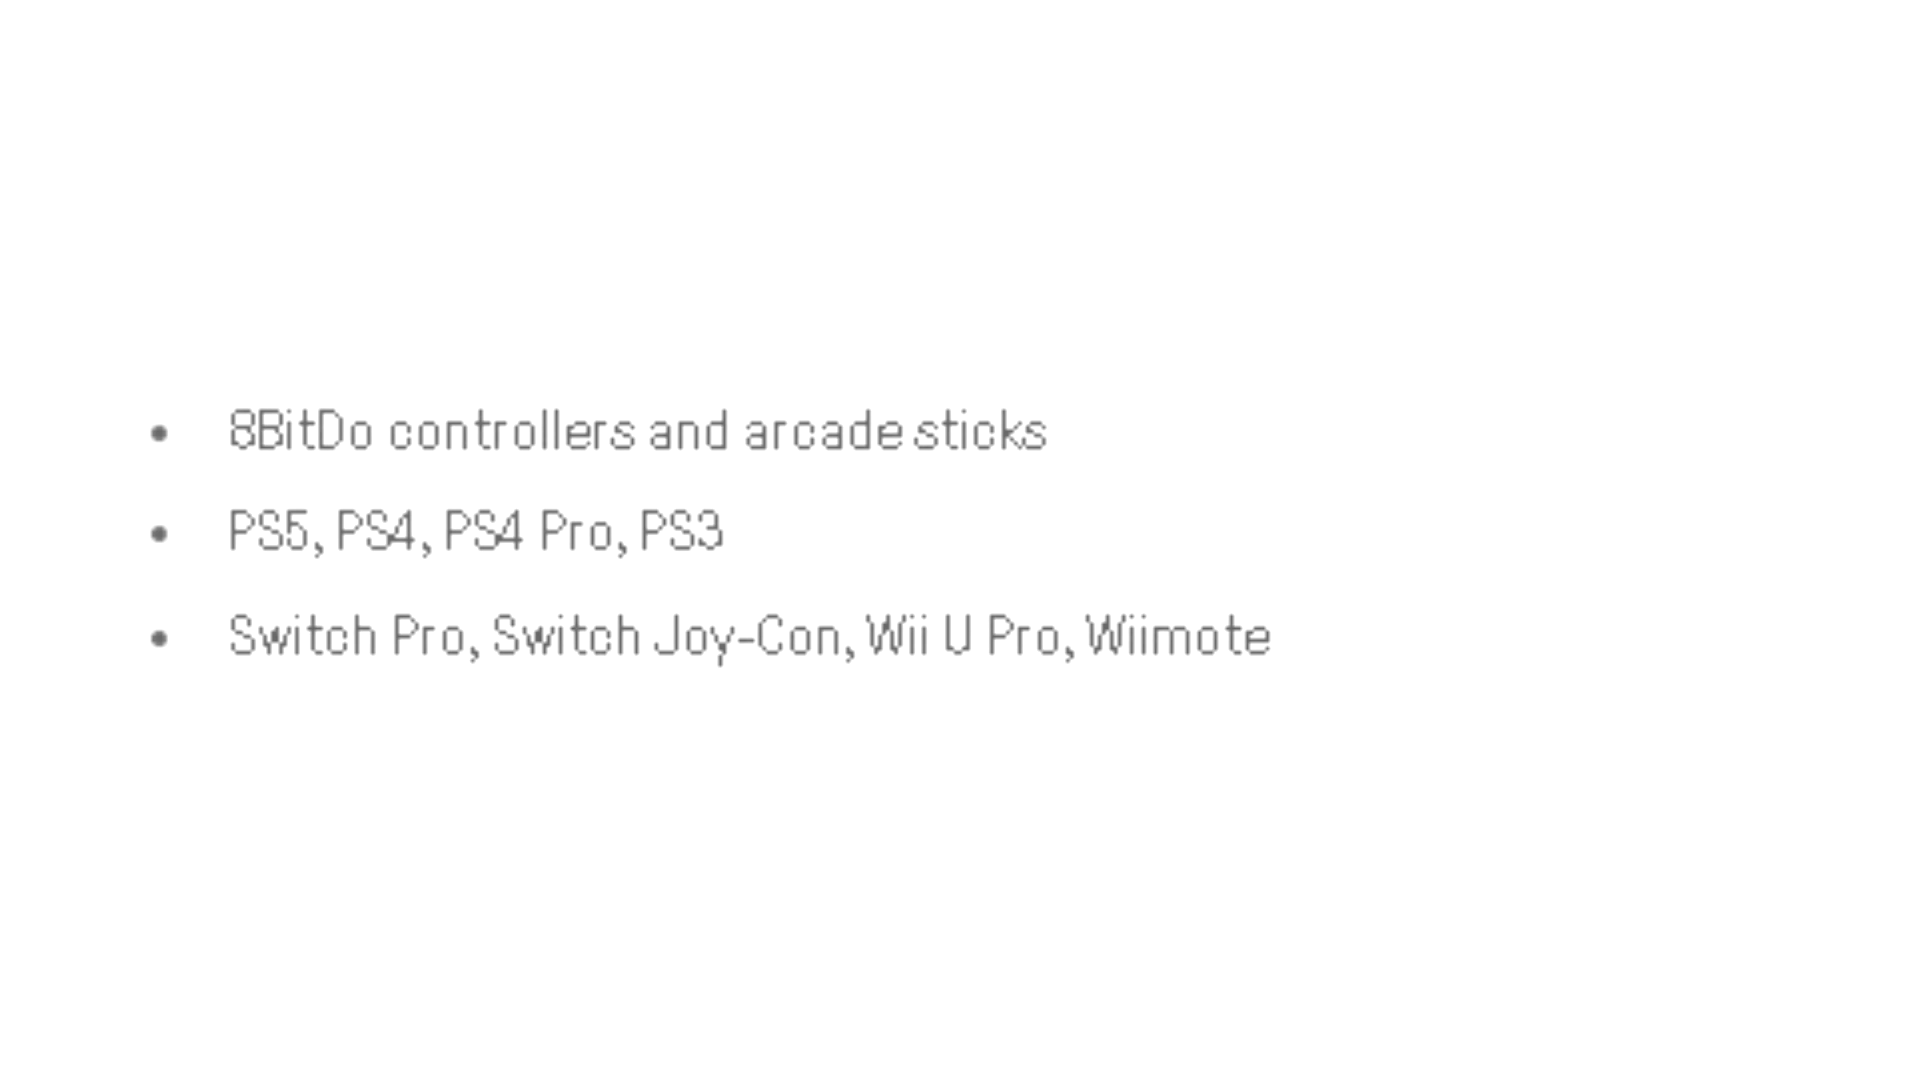 • 8BitDo controllers and arcade sticks
• PS5, PS4, PS4 Pro, PS3
• Switch Pro, Switch Joy-Con, Wii U Pro, Wiimote